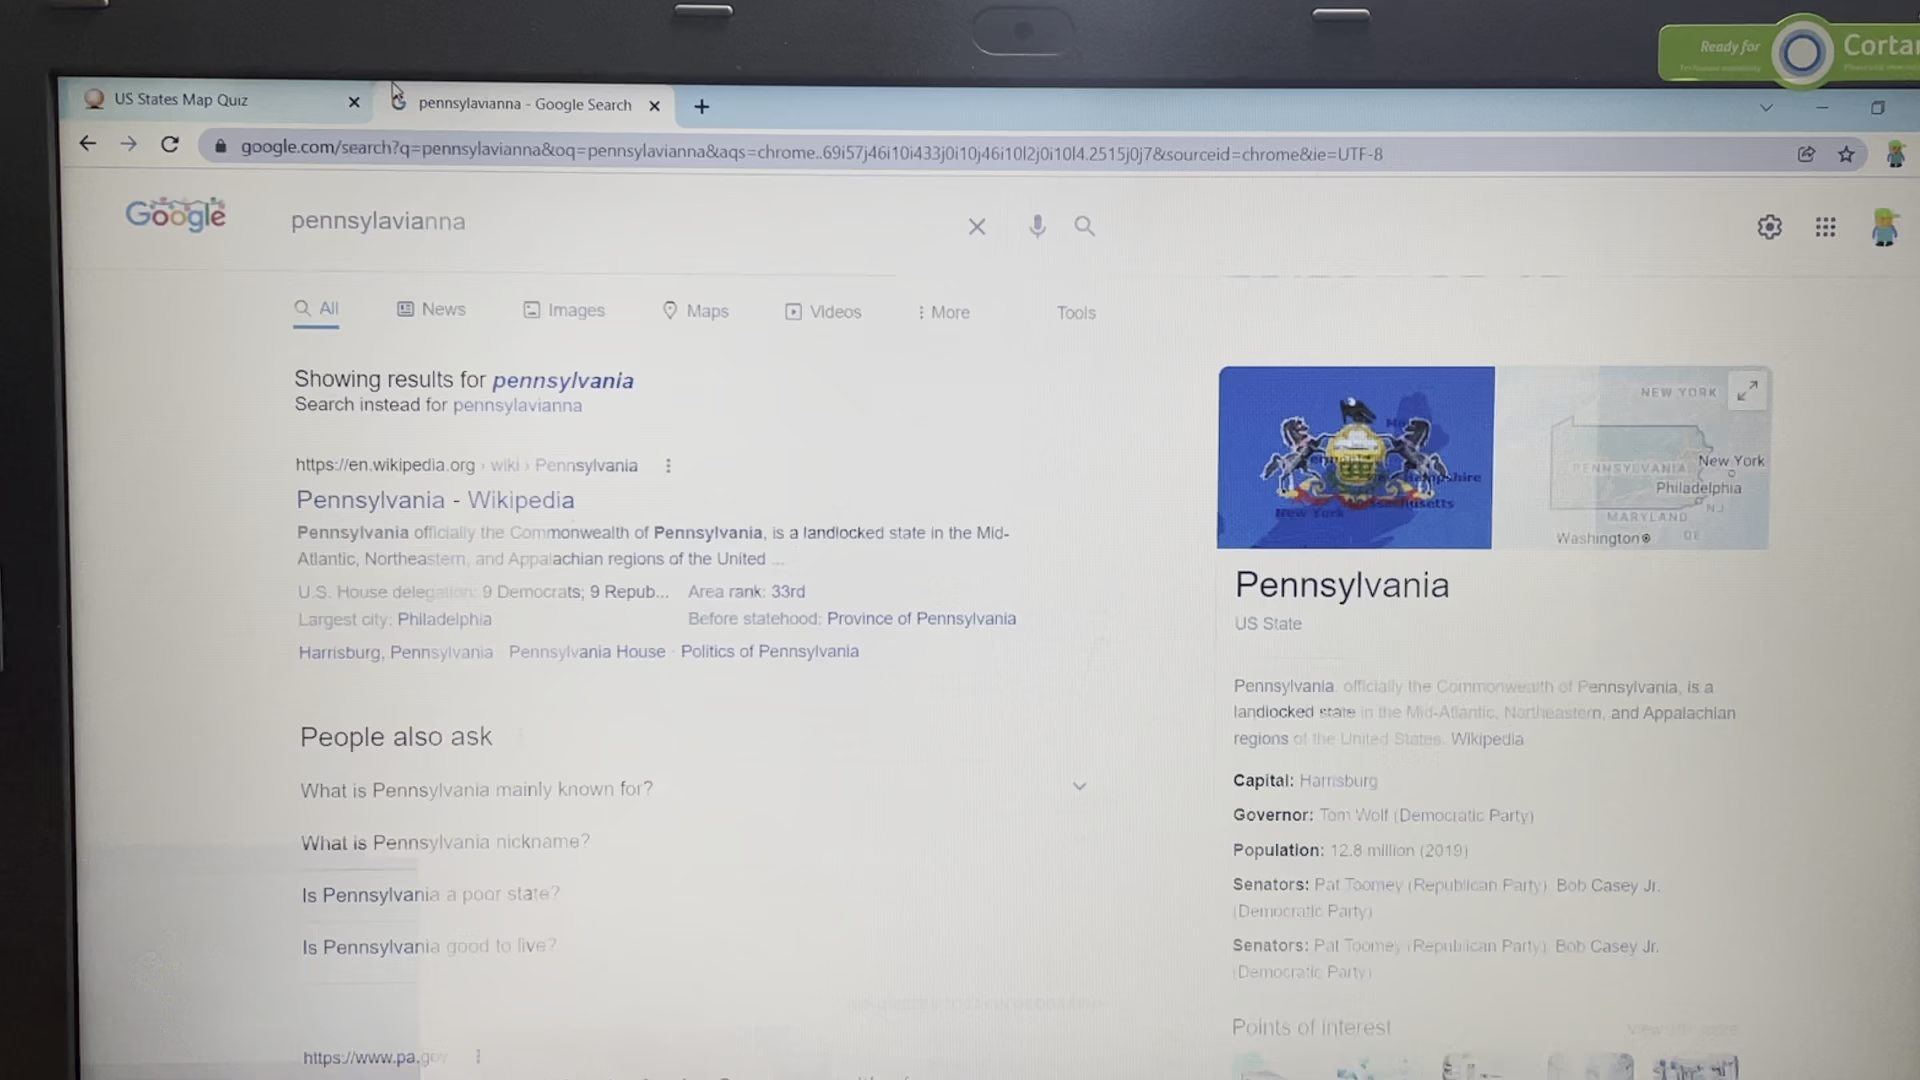 Ready for
Cortan
US States Map Quiz
pennsylavianna - Google Search
google.com/search?q=pennsylavianna&oq=pennsylavianna&aqs=chrome..69i57j46i10i433j0i10j46i10l2j0i10l4.2515j0j7&sourceid=chrome&ie=UTF-8
Google
pennsylavianna
All
News
Images
Maps
Videos
More
Tools
Showing results for pennsylvania
Search instead for pennsylavianna
https://en.wikipedia.org › wiki › Pennsylvania
Pennsylvania - Wikipedia
Pennsylvania officially the Commonwealth of Pennsylvania, is a landlocked state in the Mid-
Atlantic, Northeastern, and Appalachian regions of the United ...
U.S. House delegation: 9 Democrats; 9 Repub... Area rank: 33rd
Largest city: Philadelphia Before statehood: Province of Pennsylvania
Harrisburg, Pennsylvania · Pennsylvania House · Politics of Pennsylvania
People also ask
What is Pennsylvania mainly known for?
What is Pennsylvania nickname?
Is Pennsylvania a poor state?
Is Pennsylvania good to live?
https://www.pa.gov
New York
NEW YORK
PENNSYLVANIA
New York
Philadelphia
NJ
MARYLAND
DE
Washington
Pennsylvania
US State
Pennsylvania, officially the Commonwealth of Pennsylvania, is a
landlocked state in the Mid-Atlantic, Northeastern, and Appalachian
regions of the United States. Wikipedia
Capital: Harrisburg
Governor: Tom Wolf (Democratic Party)
Population: 12.8 million (2019)
Senators: Pat Toomey (Republican Party), Bob Casey Jr.
(Democratic Party)
Senators: Pat Toomey (Republican Party), Bob Casey Jr.
(Democratic Party)
Points of interest